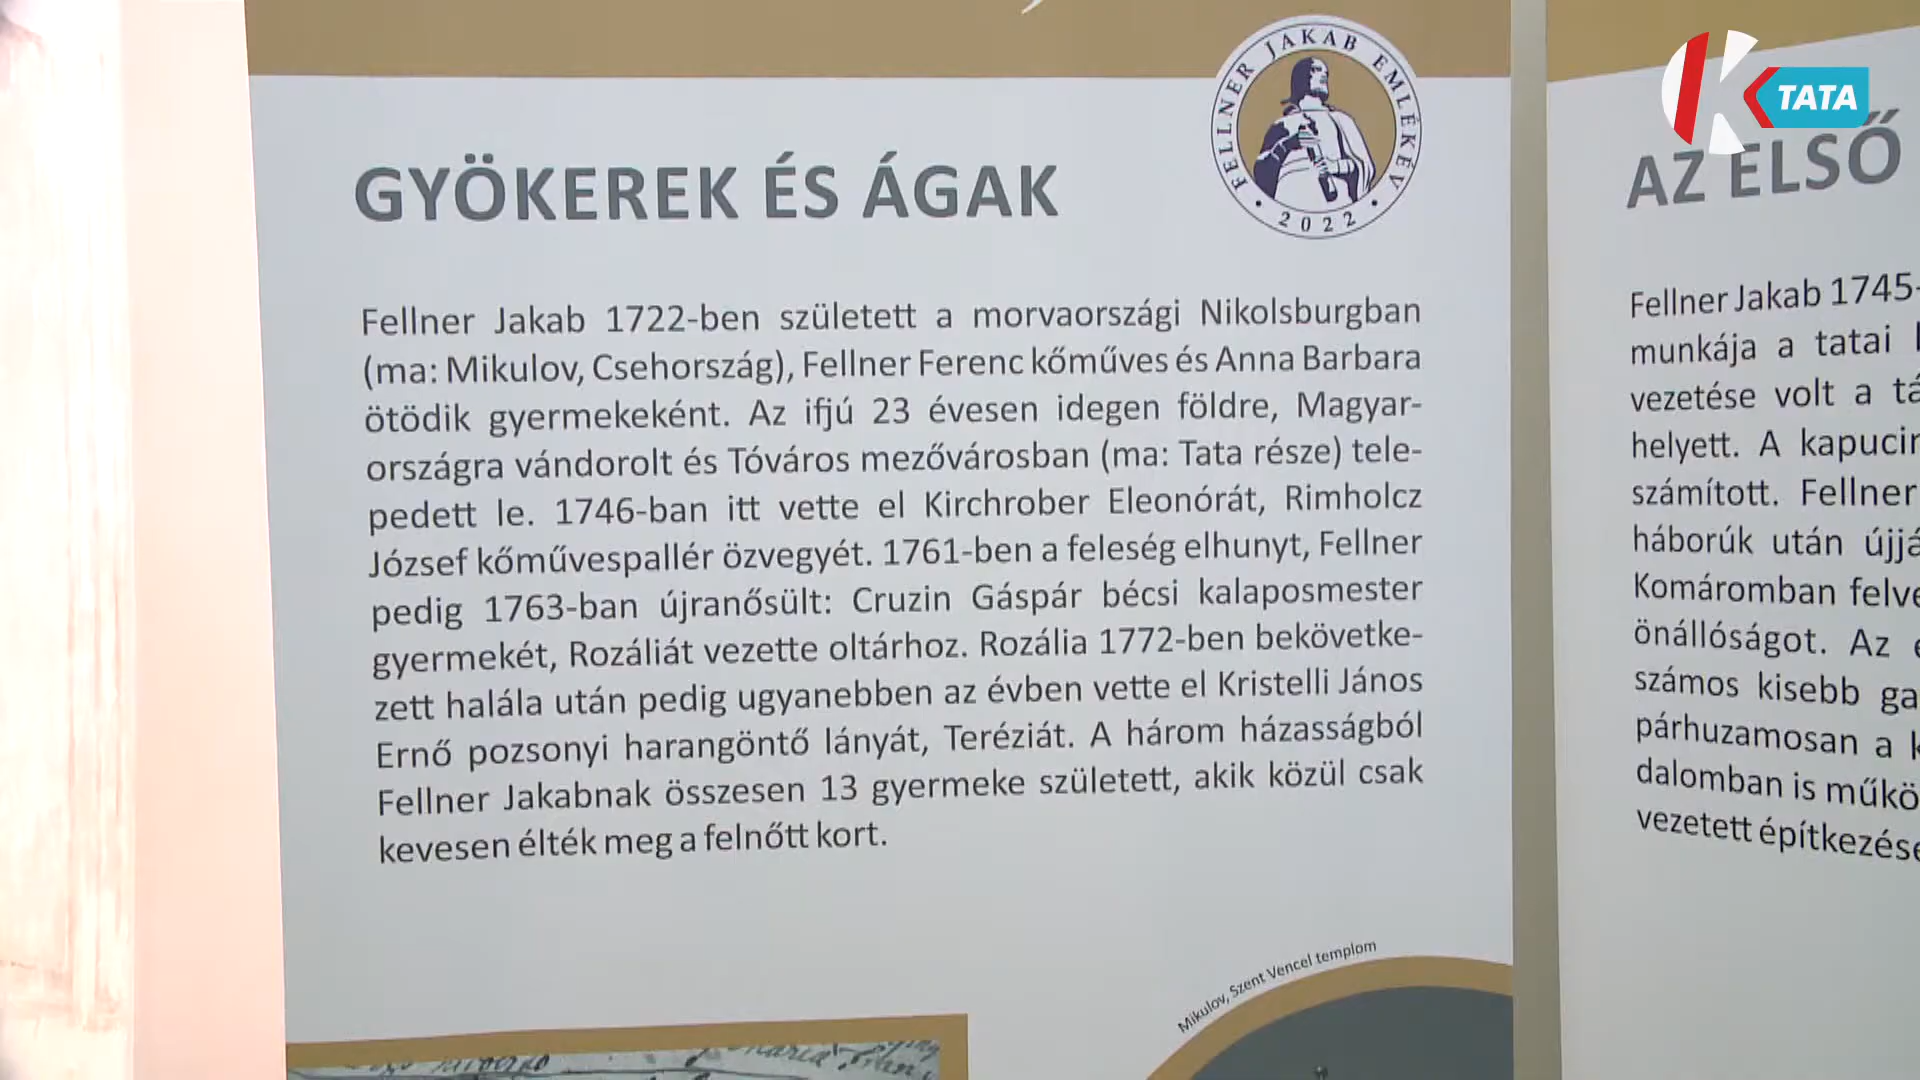 FELLNER JAKAB EMLÉKÉV
• 2022 •
K TATA
GYÖKEREK ÉS ÁGAK
Fellner Jakab 1722-ben született a morvaországi Nikolsburgban
(ma: Mikulov, Csehország), Fellner Ferenc kőműves és Anna Barbara
ötödik gyermekeként. Az ifjú 23 évesen idegen földre, Magyar-
országra vándorolt és Tóváros mezővárosban (ma: Tata része) tele-
pedett le. 1746-ban itt vette el Kirchrober Eleonórát, Rimholcz
József kőművespallér özvegyét. 1761-ben a feleség elhunyt, Fellner
pedig 1763-ban újranősült: Cruzin Gáspár bécsi kalaposmester
gyermekét, Rozáliát vezette oltárhoz. Rozália 1772-ben bekövetke-
zett halála után pedig ugyanebben az évben vette el Kristelli János
Ernő pozsonyi harangöntő lányát, Teréziát. A három házasságból
Fellner Jakabnak összesen 13 gyermeke született, akik közül csak
kevesen élték meg a felnőtt kort.
Mikulov, Szent Vencel templom
AZ ELSŐ
Fellner Jakab 1745-
munkája a tatai
vezetése volt a
helyett. A
számított. Fellner
háborúk után
Komáromban
önállóságot. Az
számos kisebb
párhuzamosan a
dalomban is
vezetett